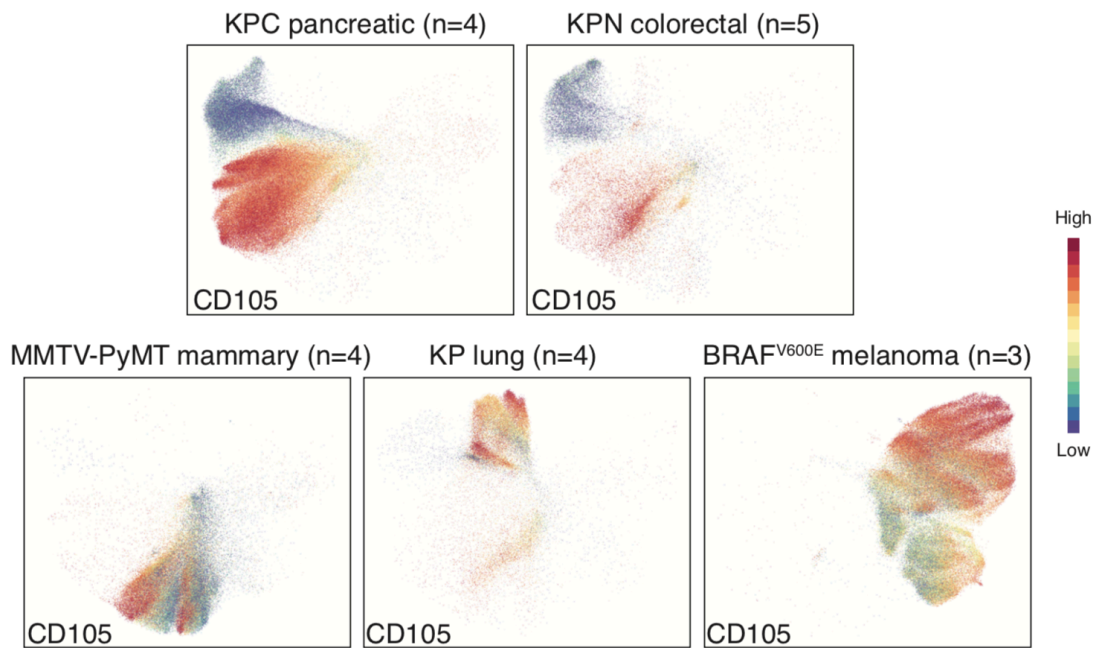 KPC pancreatic (n=4)
KPN colorectal (n=5)
CD105
CD105
High
Low
MMTV-PyMT mammary (n=4)
KP lung (n=4)
BRAFV600E melanoma (n=3)
CD105
CD105
CD105